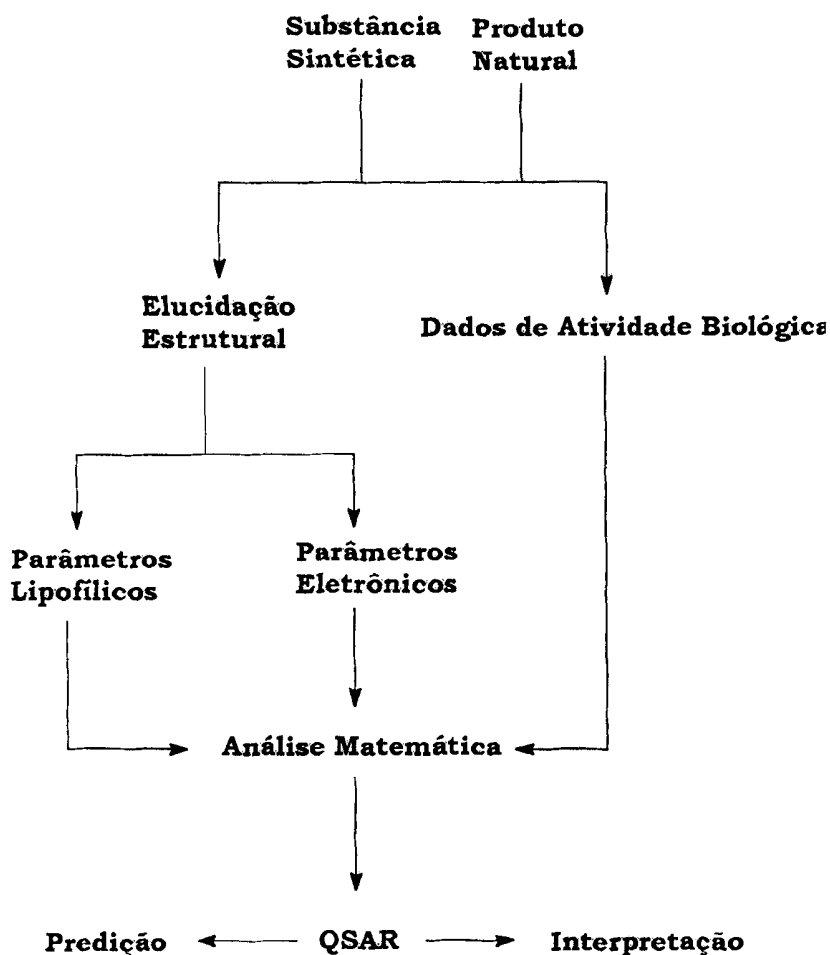 Substância
Sintética
Produto
Natural
Elucidação
Estrutural
Dados de Atividade Biológica
Parâmetros
Lipofílicos
Parâmetros
Eletrônicos
Análise Matemática
Predição
QSAR
Interpretação